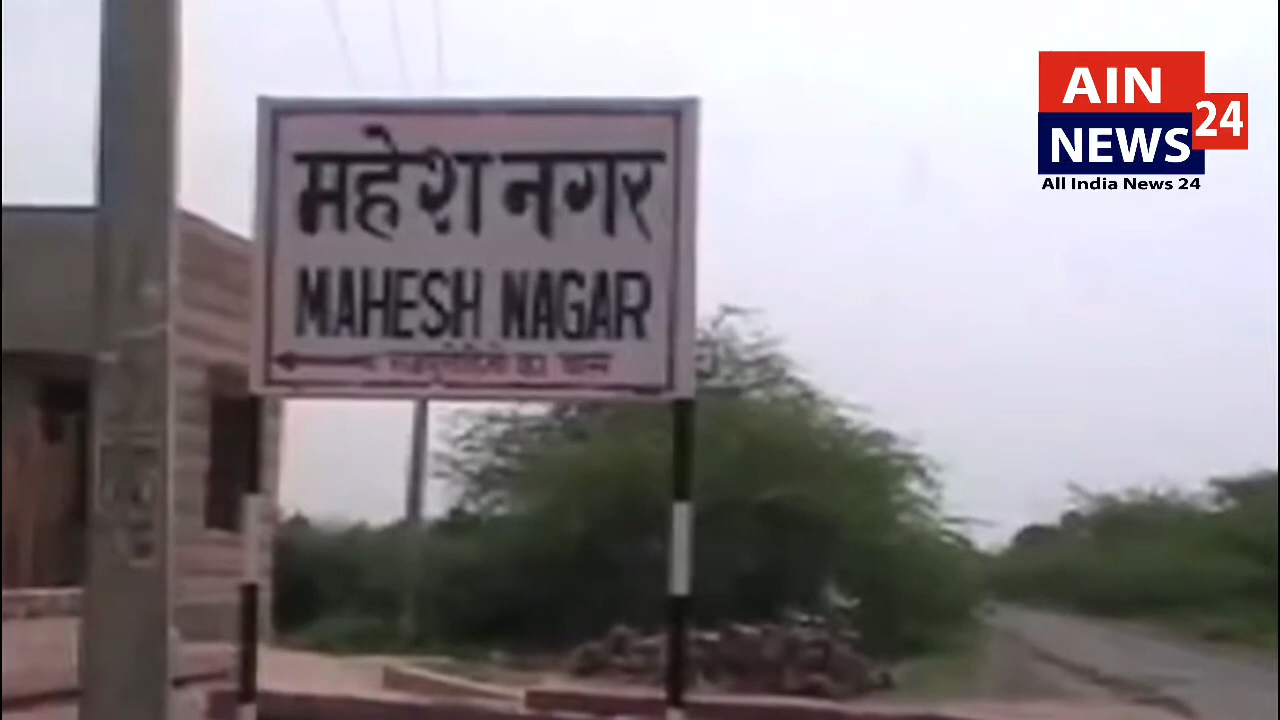 महेश नगर
MAHESH NAGAR
AIN
NEWS
24
All India News 24